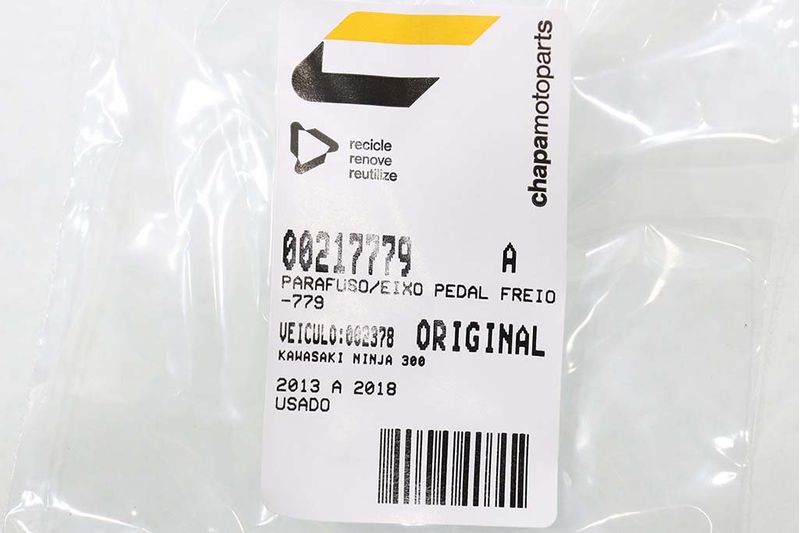 chapamotoparts
recicle
renove
reutilize
00217779 A
PARAFUSO/EIXO PEDAL FREIO
-779
VEICULO:002378 ORIGINAL
KAWASAKI NINJA 300
2013 A 2018
USADO